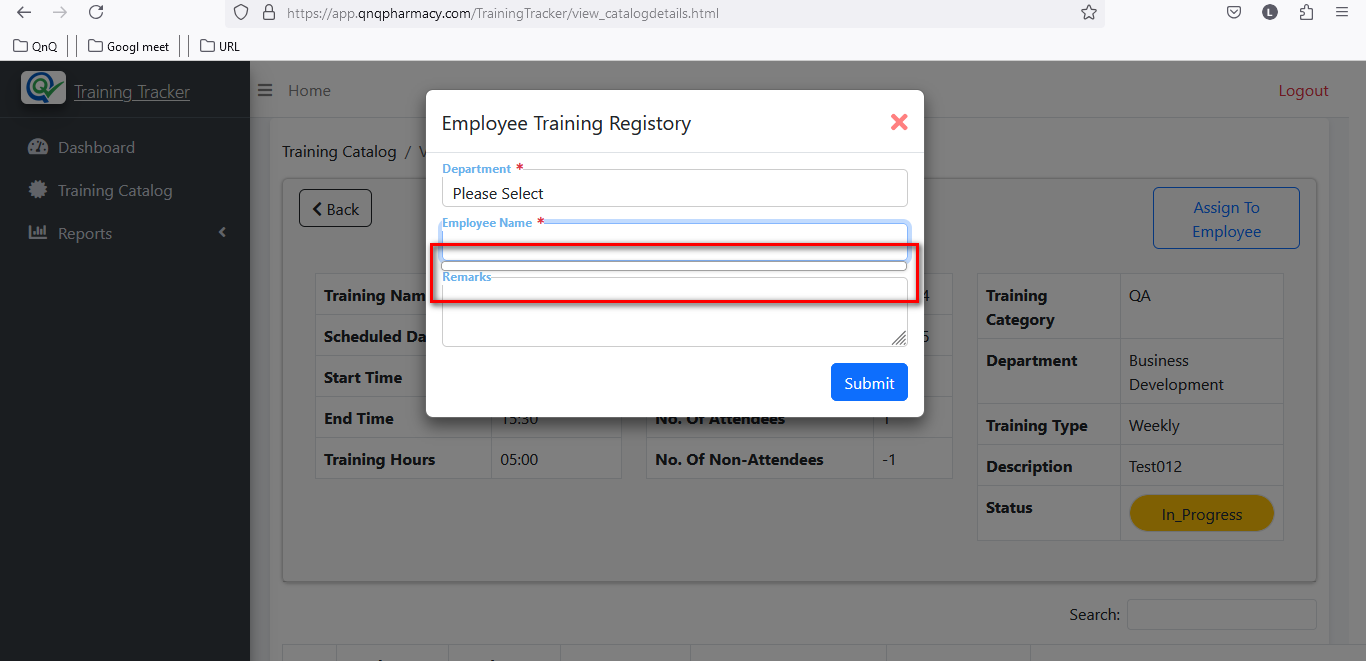 https://app.qnqpharmacy.com/TrainingTracker/view_catalogdetails.html
L
QnQ
Googl meet
URL
Training Tracker
Home
Logout
Dashboard
Training Catalog
Reports
Training Catalog /
Back
Assign To
Employee
Employee Training Registory
Department *
Please Select
Employee Name *
Remarks
Submit
Training Nam
Scheduled Da
Start Time
End Time 15:30
Training Hours 05:00
4
5
No. Of Attendees 1
No. Of Non-Attendees -1
Training
Category
QA
Department
Business
Development
Training Type Weekly
Description Test012
Status In_Progress
Search: